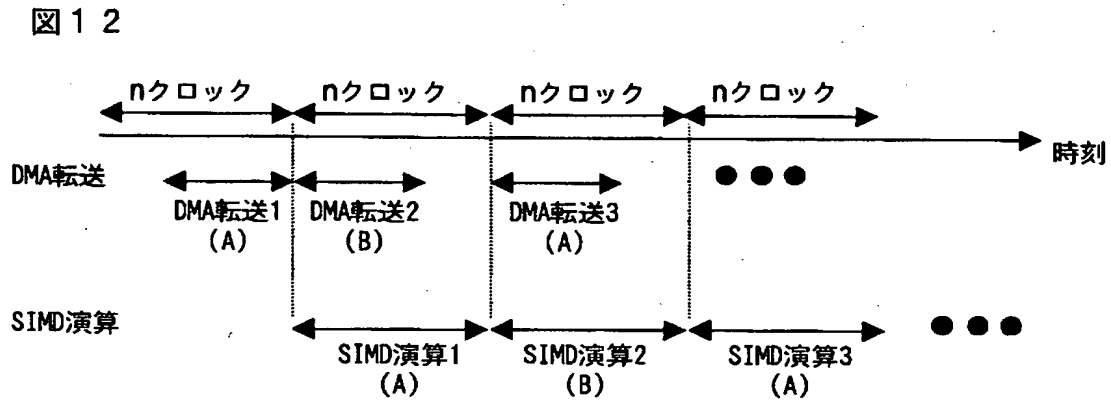 図12
nクロック nクロック nクロック nクロック
時刻
DMA転送 ●●●
DMA転送1 DMA転送2 DMA転送3
(A) (B) (A)
SIMD演算 ●●●
SIMD演算1 SIMD演算2 SIMD演算3
(A) (B) (A)